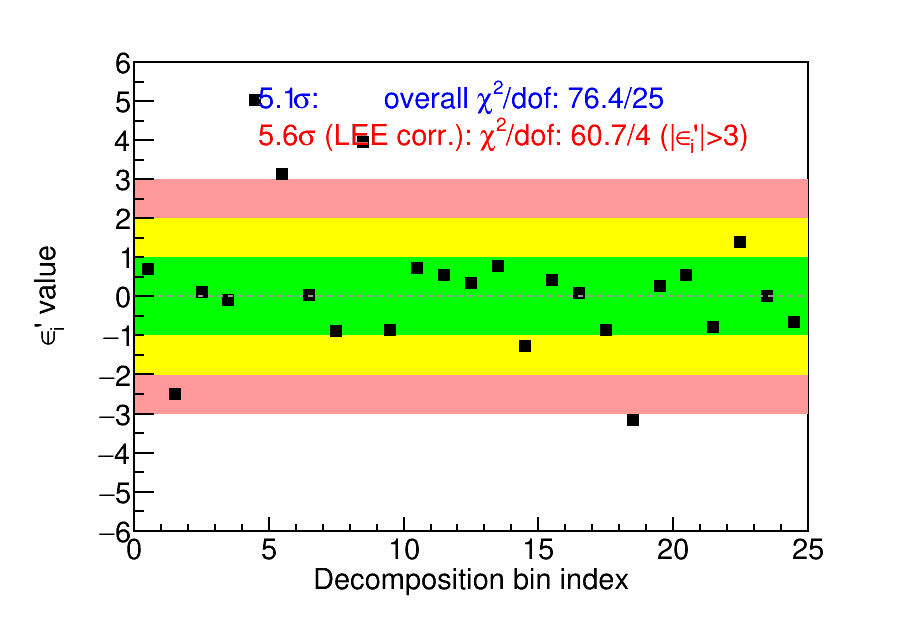 6
5
4
3
2
1
0
−1
−2
−3
−4
−5
−6
5.1σ: overall χ²/dof: 76.4/25
5.6σ (LEE corr.): χ²/dof: 60.7/4 (|ϵᵢ'|>3)
ϵᵢ' value
0 5 10 15 20 25
Decomposition bin index